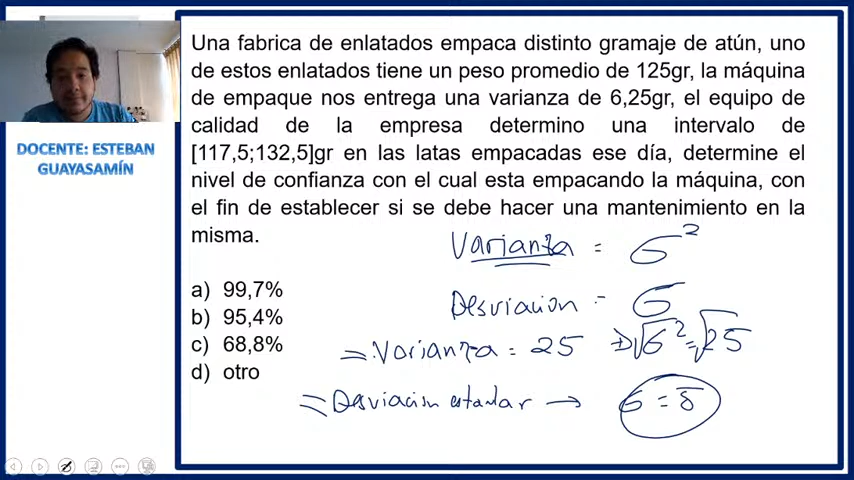 Una fabrica de enlatados empaca distinto gramaje de atún, uno
de estos enlatados tiene un peso promedio de 125gr, la máquina
de empaque nos entrega una varianza de 6,25gr, el equipo de
calidad de la empresa determino una intervalo de
[117,5;132,5]gr en las latas empacadas ese día, determine el
nivel de confianza con el cual esta empacando la máquina, con
el fin de establecer si se debe hacer una mantenimiento en la
misma.
DOCENTE: ESTEBAN
GUAYASAMÍN
a) 99,7%
b) 95,4%
c) 68,8%
d) otro
Varianza = σ²
Desviacion = σ
⇒ Varianza = 25 ⇒ √σ² = √25
⇒ Desviación estandar → σ = 5